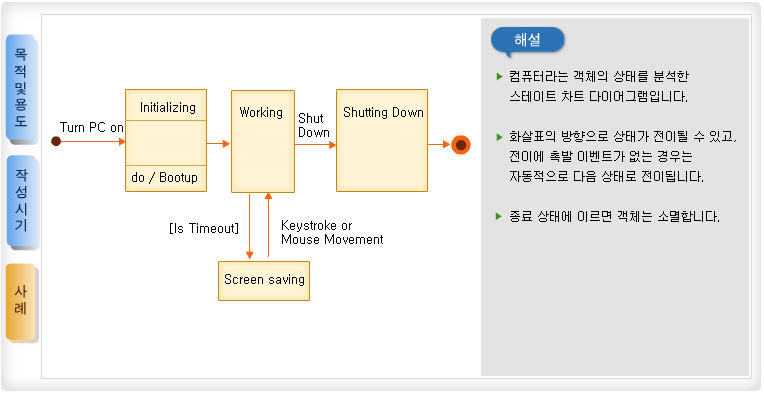 목적및용도
작성시기
사례
Turn PC on
Initializing
do / Bootup
Working
Shut
Down
Shutting Down
[Is Timeout]
Keystroke or
Mouse Movement
Screen saving
해설
컴퓨터라는 객체의 상태를 분석한
스테이트 차트 다이어그램입니다.
화살표의 방향으로 상태가 전이될 수 있고,
전이에 촉발 이벤트가 없는 경우는
자동적으로 다음 상태로 전이됩니다.
종료 상태에 이르면 객체는 소멸합니다.